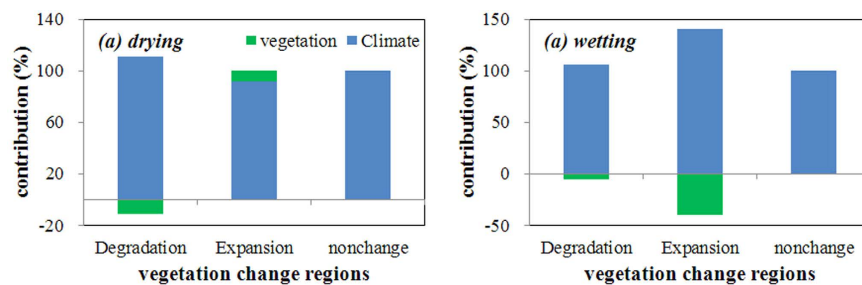 (a) drying
vegetation
Climate
contribution (%)
140
100
60
20
-20
Degradation
Expansion
nonchange
vegetation change regions
(a) wetting
contribution (%)
150
100
50
0
-50
Degradation
Expansion
nonchange
vegetation change regions